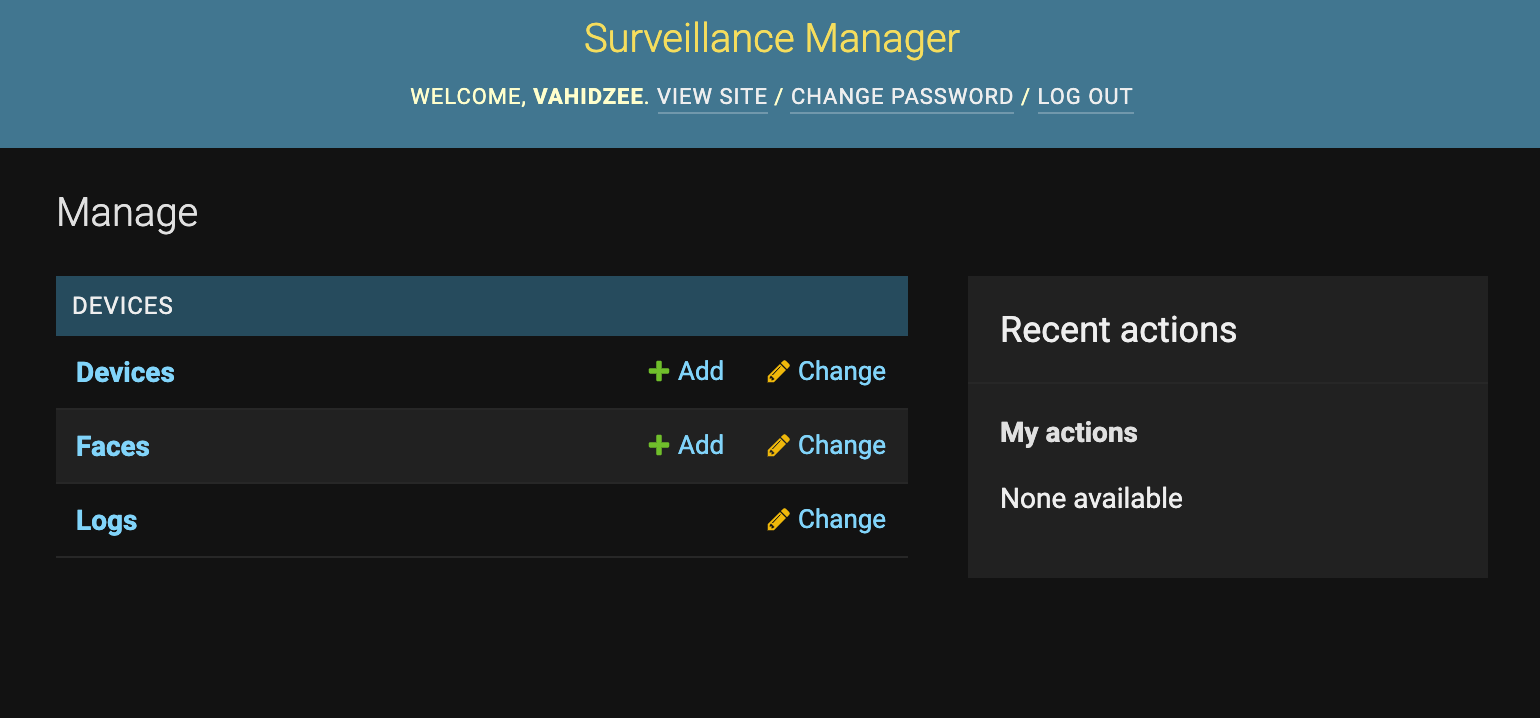 Surveillance Manager
WELCOME, VAHIDZEE. VIEW SITE / CHANGE PASSWORD / LOG OUT
Manage
DEVICES
Devices Add Change
Faces Add Change
Logs Change
Recent actions
My actions
None available